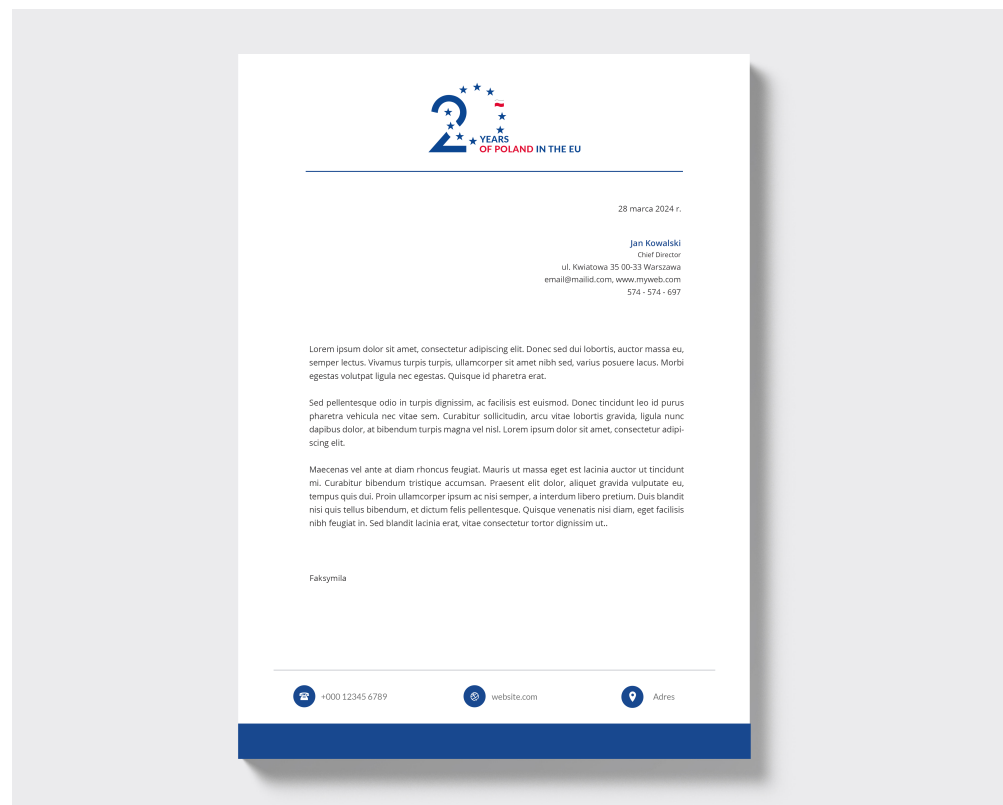 20 YEARS
OF POLAND IN THE EU
28 marca 2024 r.
Jan Kowalski
Chief Director
ul. Kwiatowa 35 00-33 Warszawa
email@mailid.com, www.myweb.com
574 - 574 - 697
Lorem ipsum dolor sit amet, consectetur adipiscing elit. Donec sed dui lobortis, auctor massa eu,
semper lectus. Vivamus turpis turpis, ullamcorper sit amet nibh sed, varius posuere lacus. Morbi
egestas volutpat ligula nec egestas. Quisque id pharetra erat.
Sed pellentesque odio in turpis dignissim, ac facilisis est euismod. Donec tincidunt leo id purus
pharetra vehicula nec vitae sem. Curabitur sollicitudin, arcu vitae lobortis gravida, ligula nunc
dapibus dolor, at bibendum turpis magna vel nisl. Lorem ipsum dolor sit amet, consectetur adipi-
scing elit.
Maecenas vel ante at diam rhoncus feugiat. Mauris ut massa eget est lacinia auctor ut tincidunt
mi. Curabitur bibendum tristique accumsan. Praesent elit dolor, aliquet gravida vulputate eu,
tempus quis dui. Proin ullamcorper ipsum ac nisi semper, a interdum libero pretium. Duis blandit
nisi quis tellus bibendum, et dictum felis pellentesque. Quisque venenatis nisi diam, eget facilisis
nibh feugiat in. Sed blandit lacinia erat, vitae consectetur tortor dignissim ut..
Faksymila
+000 12345 6789
website.com
Adres